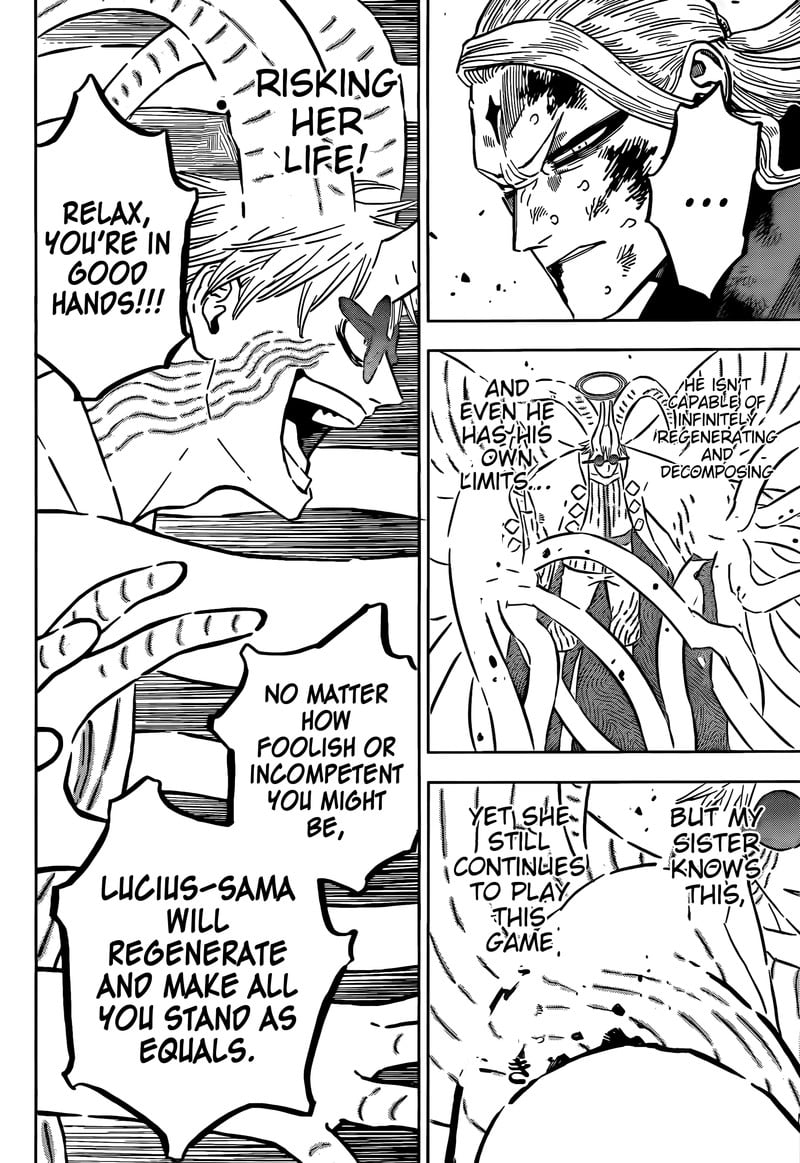 ...
HE ISN'T
CAPABLE OF
INFINITELY
REGENERATING
AND
DECOMPOSING
AND
EVEN HE
HAS HIS
OWN
LIMITS...
BUT MY
SISTER
KNOWS
THIS,
YET SHE
STILL
CONTINUES
TO PLAY
THIS
GAME
RISKING
HER
LIFE!
RELAX,
YOU'RE IN
GOOD
HANDS!!!
NO MATTER
HOW
FOOLISH OR
INCOMPETENT
YOU MIGHT
BE,
LUCIUS-SAMA
WILL
REGENERATE
AND MAKE ALL
YOU STAND AS
EQUALS.